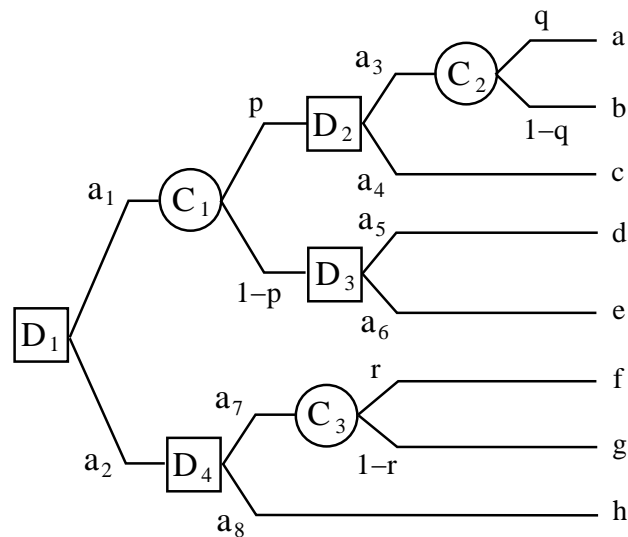 q
a
a₃
C₂
p
b
D₂
1–q
a₄
c
a₁
C₁
a₅
d
D₃
1–p
a₆
e
D₁
r
f
a₇
C₃
a₂
D₄
1–r
g
a₈
h